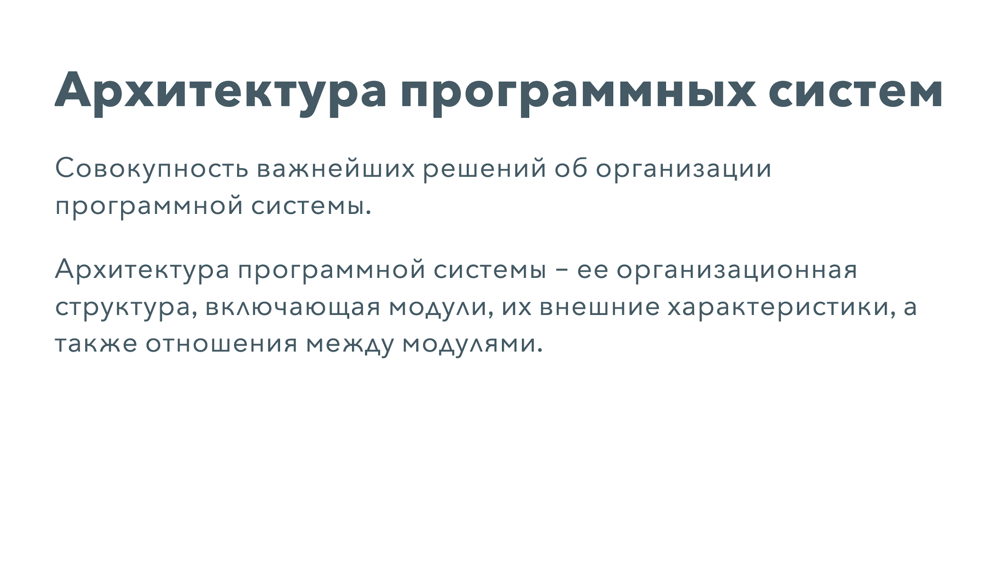 Архитектура программных систем
Совокупность важнейших решений об организации
программной системы.
Архитектура программной системы – ее организационная
структура, включающая модули, их внешние характеристики, а
также отношения между модулями.